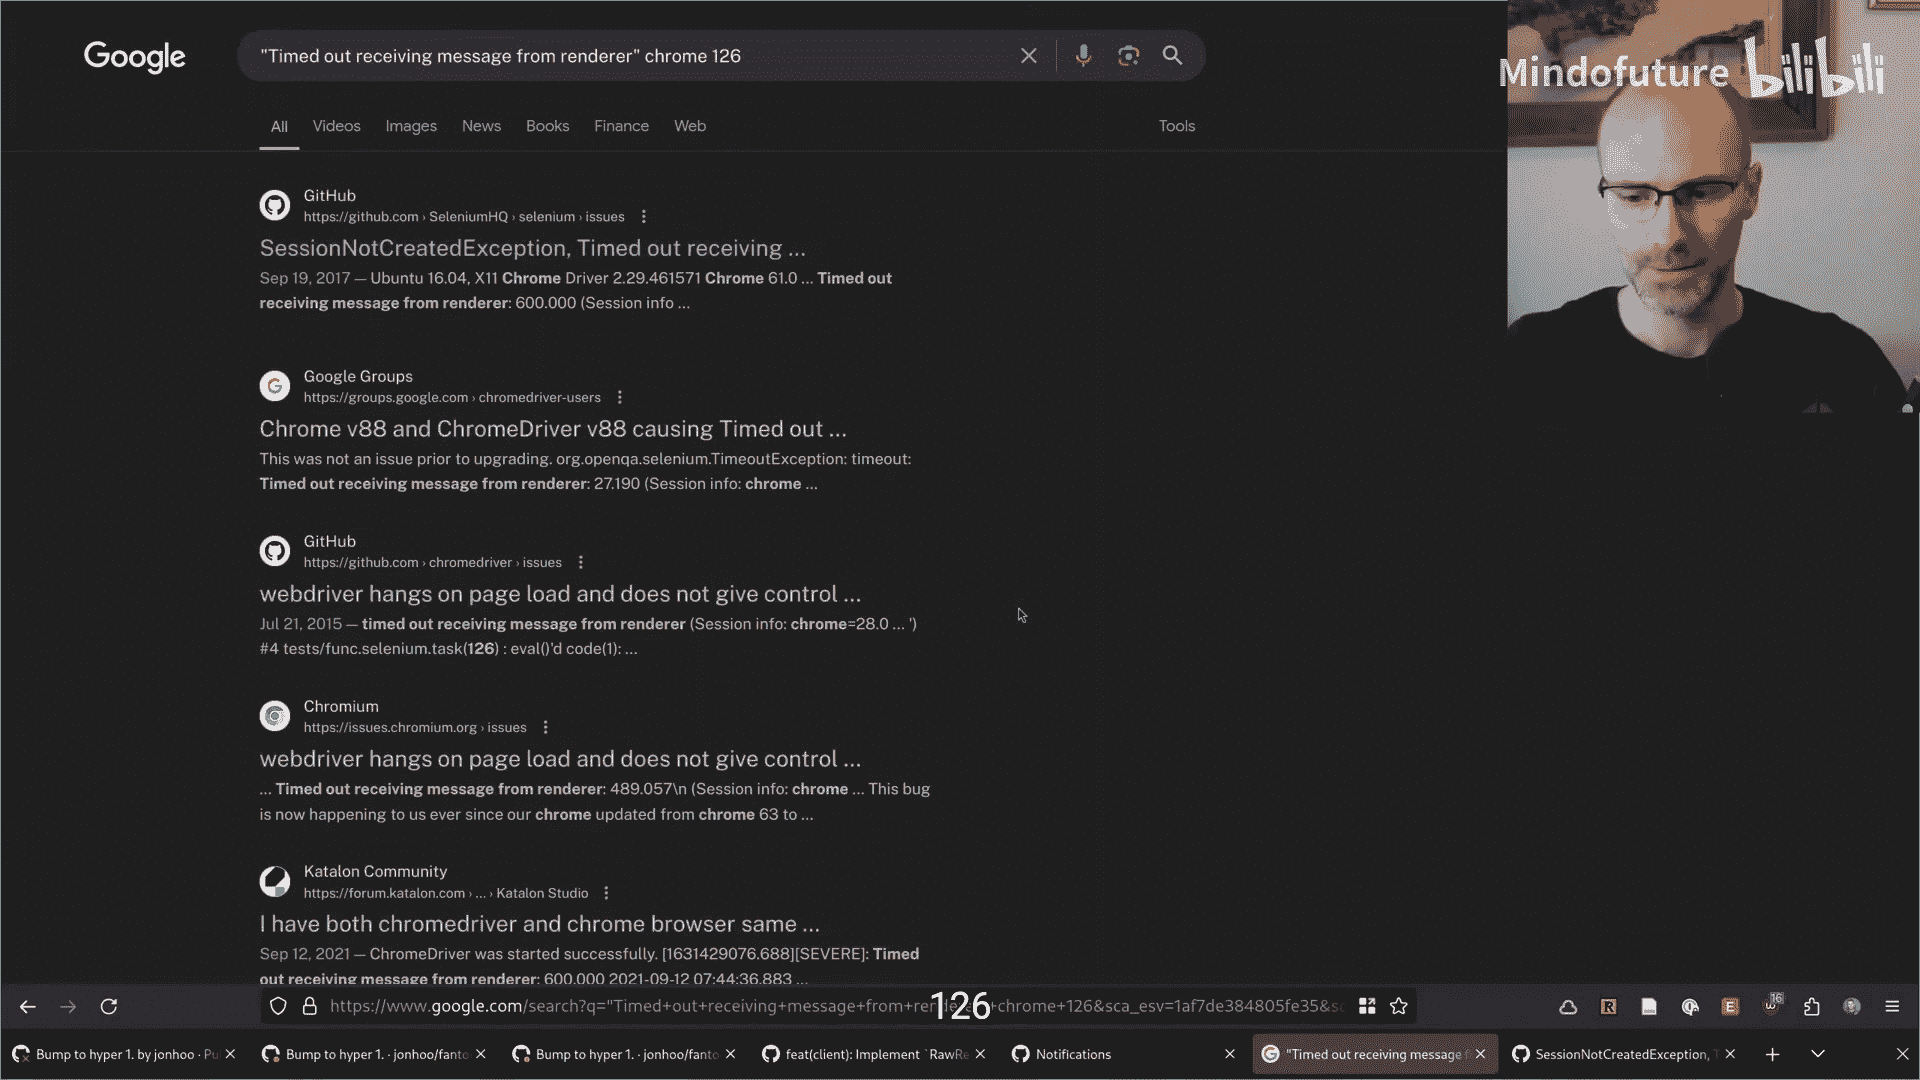 Google
"Timed out receiving message from renderer" chrome 126
Mindofuture bilibili
All Videos Images News Books Finance Web Tools
GitHub
https://github.com › SeleniumHQ › selenium › issues
SessionNotCreatedException, Timed out receiving ...
Sep 19, 2017 — Ubuntu 16.04, X11 Chrome Driver 2.29.461571 Chrome 61.0 ... Timed out
receiving message from renderer: 600.000 (Session info ...
Google Groups
https://groups.google.com › chromedriver-users
Chrome v88 and ChromeDriver v88 causing Timed out ...
This was not an issue prior to upgrading. org.openqa.selenium.TimeoutException: timeout:
Timed out receiving message from renderer: 27.190 (Session info: chrome ...
GitHub
https://github.com › chromedriver › issues
webdriver hangs on page load and does not give control ...
Jul 21, 2015 — timed out receiving message from renderer (Session info: chrome=28.0 ... ')
#4 tests/func.selenium.task(126) : eval()'d code(1): ...
Chromium
https://issues.chromium.org › issues
webdriver hangs on page load and does not give control ...
... Timed out receiving message from renderer: 489.057\n (Session info: chrome ... This bug
is now happening to us ever since our chrome updated from chrome 63 to ...
Katalon Community
https://forum.katalon.com › ... › Katalon Studio
I have both chromedriver and chrome browser same ...
Sep 12, 2021 — ChromeDriver was started successfully. [1631429076.688][SEVERE]: Timed
out receiving message from renderer: 600.000 2021-09-12 07:44:36.883 ...
https://www.google.com/search?q="Timed+out+receiving+message+from+rende +chrome+126&sca_esv=1af7de384805fe35&s
126
16
Bump to hyper 1. by jonhoo · Pu
Bump to hyper 1. · jonhoo/fanto
Bump to hyper 1. · jonhoo/fanto
feat(client): Implement `RawRe
Notifications
"Timed out receiving message f
SessionNotCreatedException, T